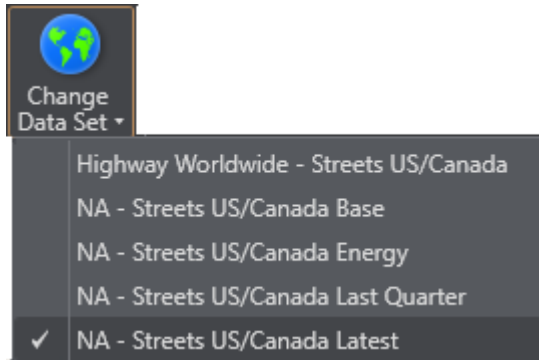 Change
Data Set
Highway Worldwide - Streets US/Canada
NA - Streets US/Canada Base
NA - Streets US/Canada Energy
NA - Streets US/Canada Last Quarter
NA - Streets US/Canada Latest